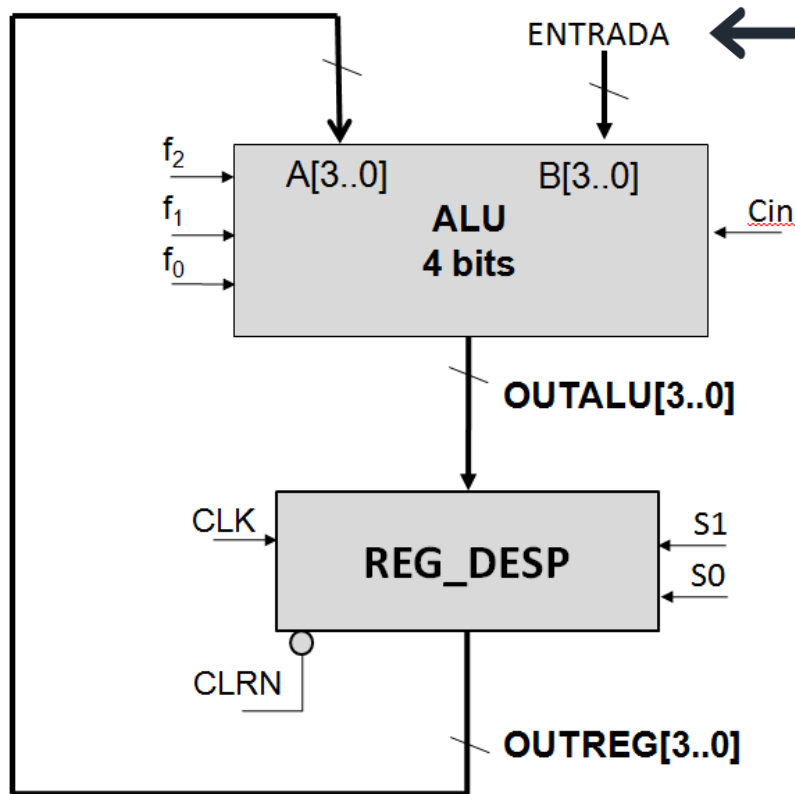 ENTRADA
f2
A[3..0] B[3..0]
f1
ALU
Cin
f0
4 bits
OUTALU[3..0]
CLK
S1
REG_DESP
S0
CLRN
OUTREG[3..0]